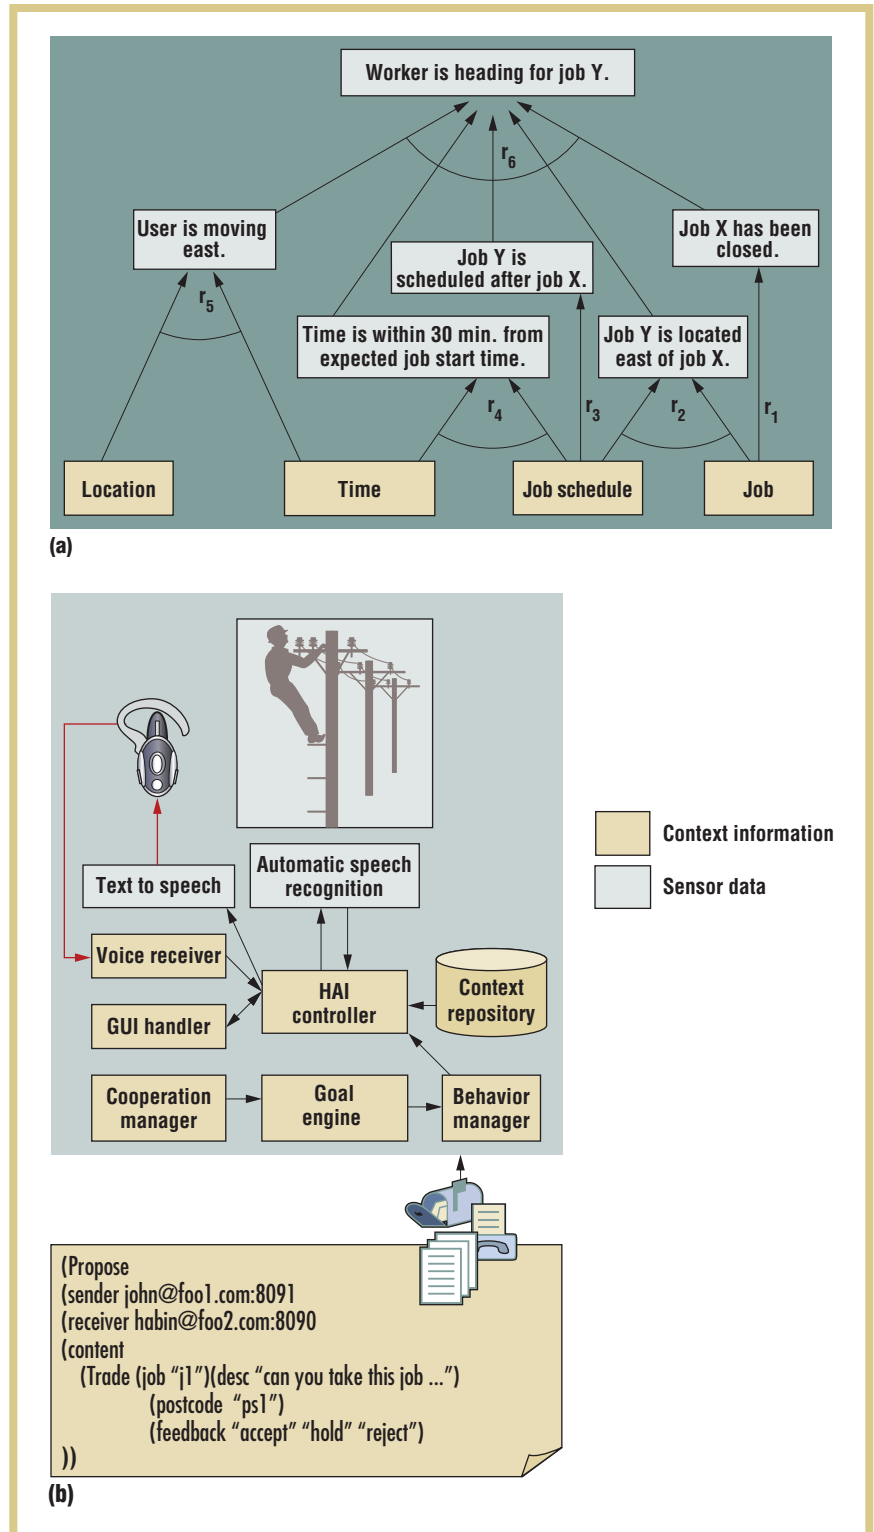 Worker is heading for job Y.
r6
User is moving
east.
Job X has been
closed.
Job Y is
scheduled after job X.
r5
Time is within 30 min. from
expected job start time.
Job Y is located
east of job X.
r4
r3
r2
r1
Location
Time
Job schedule
Job
(a)
Automatic speech
recognition
Text to speech
Voice receiver
HAI
controller
Context
repository
GUI handler
Cooperation
manager
Goal
engine
Behavior
manager
Context information
Sensor data
(Propose
(sender john@foo1.com:8091
(receiver habin@foo2.com:8090
(content
(Trade (job “j1”)(desc “can you take this job ...”)
(postcode “ps1”)
(feedback “accept” “hold” “reject”)
))
(b)